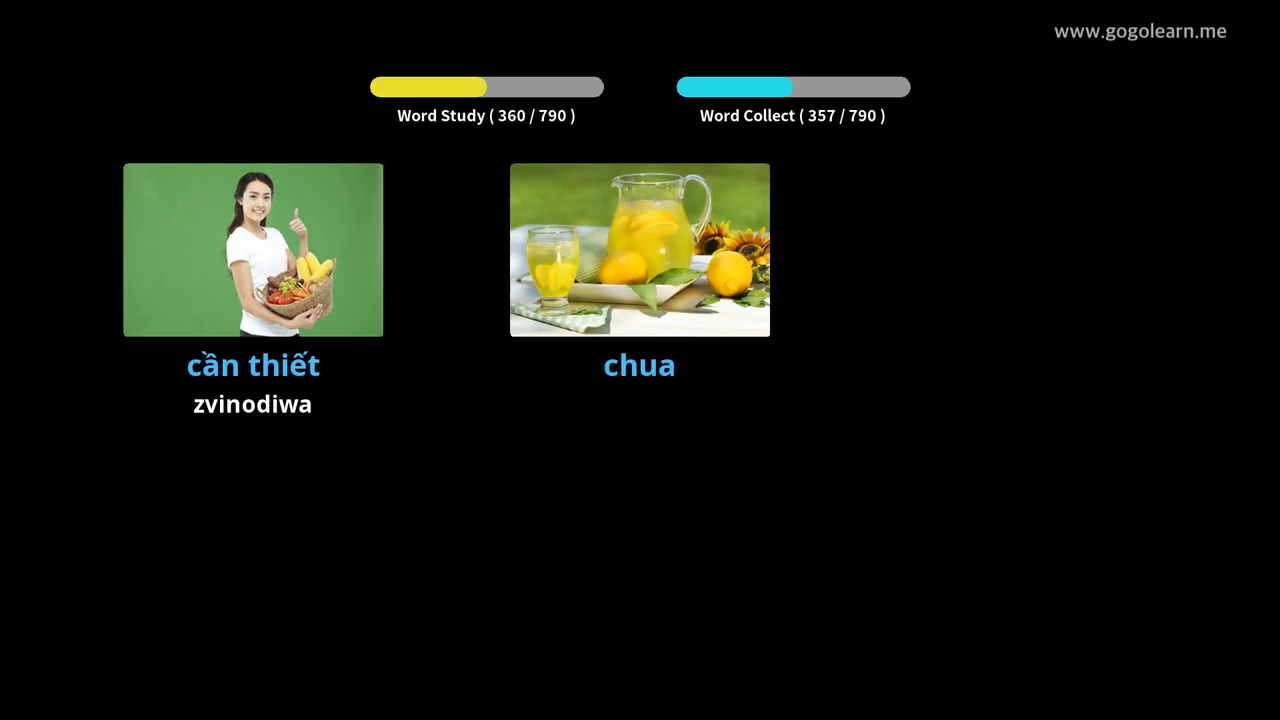 www.gogolearn.me
Word Study ( 360 / 790 )
Word Collect ( 357 / 790 )
cần thiết
chua
zvinodiwa